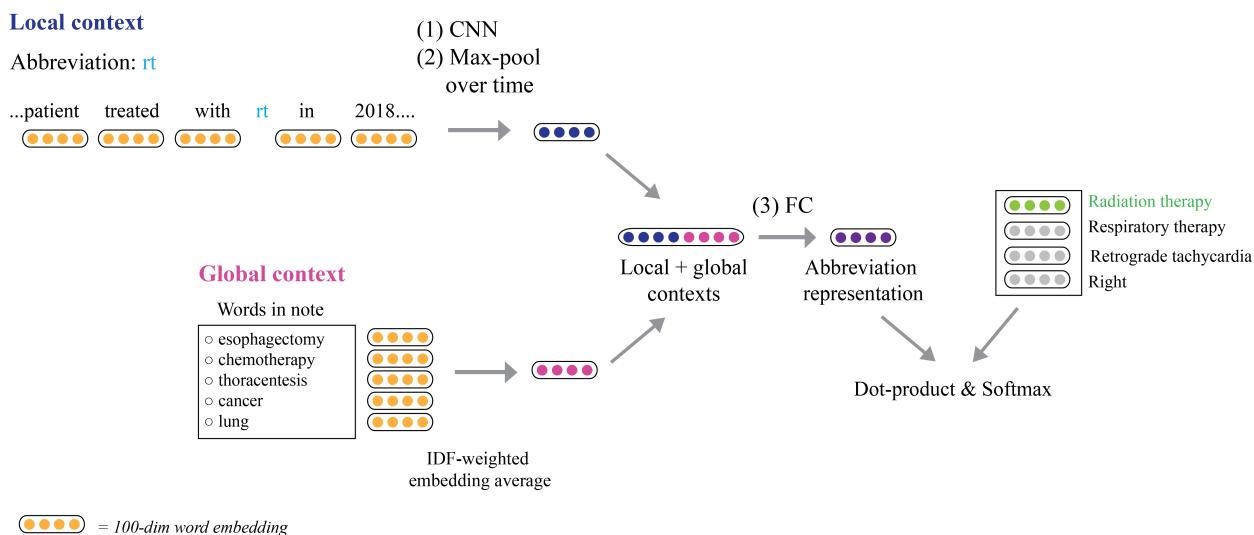 Local context
Abbreviation: rt
...patient treated with rt in 2018....
(1) CNN
(2) Max-pool
over time
Global context
Words in note
○ esophagectomy
○ chemotherapy
○ thoracentesis
○ cancer
○ lung
IDF-weighted
embedding average
Local + global
contexts
(3) FC
Abbreviation
representation
Radiation therapy
Respiratory therapy
Retrograde tachycardia
Right
Dot-product & Softmax
= 100-dim word embedding